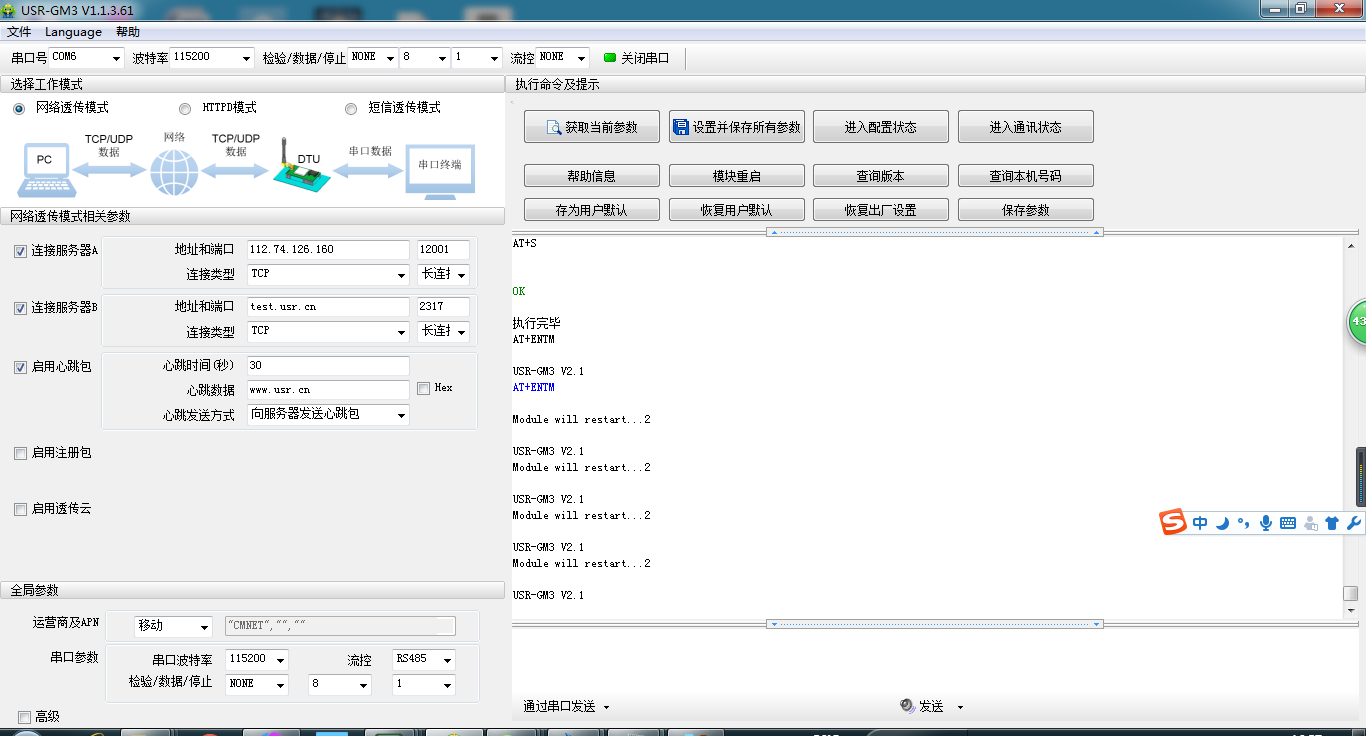 USR-GM3 V1.1.3.61
文件 Language 帮助
串口号 COM6 波特率 115200 检验/数据/停止 NONE 8 1 流控 NONE 关闭串口
选择工作模式
网络透传模式 HTTPD模式 短信透传模式
PC TCP/UDP 数据 网络 TCP/UDP 数据 DTU 串口数据 串口终端
网络透传模式相关参数
连接服务器A 地址和端口 112.74.126.160 12001
连接类型 TCP 长连接
连接服务器B 地址和端口 test.usr.cn 2317
连接类型 TCP 长连接
启用心跳包 心跳时间(秒) 30
心跳数据 www.usr.cn Hex
心跳发送方式 向服务器发送心跳包
启用注册包
启用透传云
全局参数
运营商及APN 移动 "CMNET","",""
串口参数 串口波特率 115200 流控 RS485
检验/数据/停止 NONE 8 1
高级
执行命令及提示
获取当前参数 设置并保存所有参数 进入配置状态 进入通讯状态
帮助信息 模块重启 查询版本 查询本机号码
存为用户默认 恢复用户默认 恢复出厂设置 保存参数
AT+S
OK
执行完毕
AT+ENTM
USR-GM3 V2.1
AT+ENTM
Module will restart...2
USR-GM3 V2.1
Module will restart...2
USR-GM3 V2.1
Module will restart...2
USR-GM3 V2.1
Module will restart...2
USR-GM3 V2.1
通过串口发送 发送
43
S 中